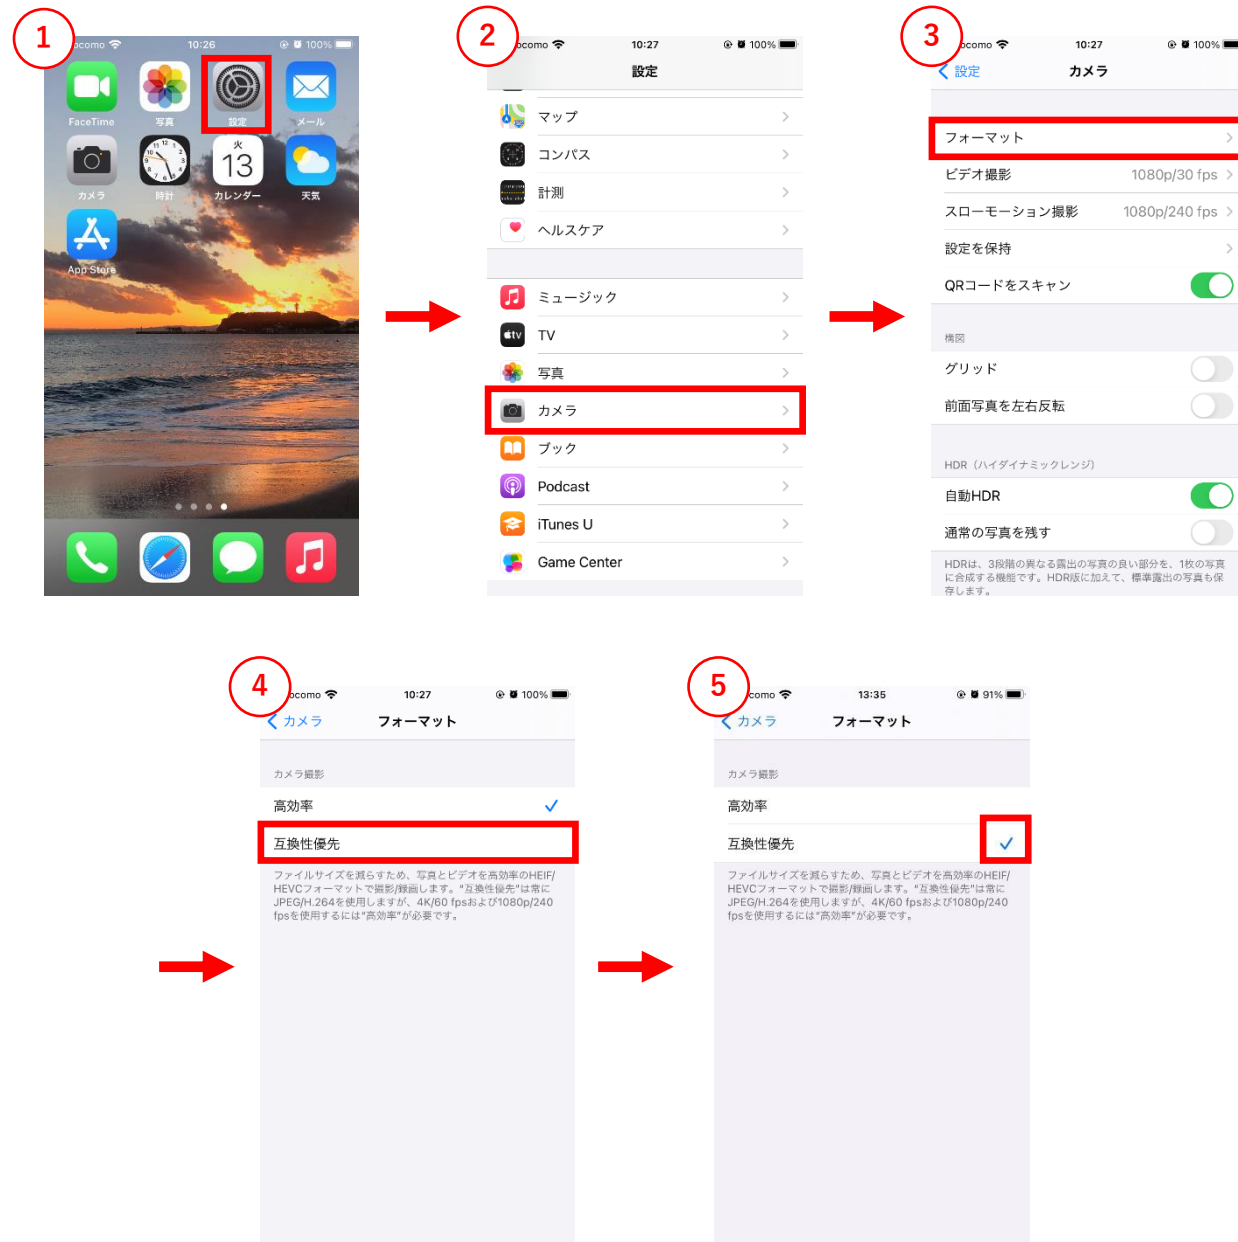 1
ocomo 10:26 100%
FaceTime 写真 設定 メール
火
13
カメラ 時計 カレンダー 天気
App Store
2
ocomo 10:27 100%
設定
マップ
コンパス
計測
ヘルスケア
ミュージック
tv TV
写真
カメラ
ブック
Podcast
iTunes U
Game Center
3
ocomo 10:27 100%
設定 カメラ
フォーマット
ビデオ撮影 1080p/30 fps
スローモーション撮影 1080p/240 fps
設定を保持
QRコードをスキャン
構図
グリッド
前面写真を左右反転
HDR（ハイダイナミックレンジ）
自動HDR
通常の写真を残す
HDRは、3段階の異なる露出の写真の良い部分を、1枚の写真
に合成する機能です。HDR版に加えて、標準露出の写真も保
存します。
4
ocomo 10:27 100%
カメラ フォーマット
カメラ撮影
高効率
互換性優先
ファイルサイズを減らすため、写真とビデオを高効率のHEIF/
HEVCフォーマットで撮影/録画します。“互換性優先”は常に
JPEG/H.264を使用しますが、4K/60 fpsおよび1080p/240
fpsを使用するには“高効率”が必要です。
5
como 13:35 91%
カメラ フォーマット
カメラ撮影
高効率
互換性優先
ファイルサイズを減らすため、写真とビデオを高効率のHEIF/
HEVCフォーマットで撮影/録画します。“互換性優先”は常に
JPEG/H.264を使用しますが、4K/60 fpsおよび1080p/240
fpsを使用するには“高効率”が必要です。